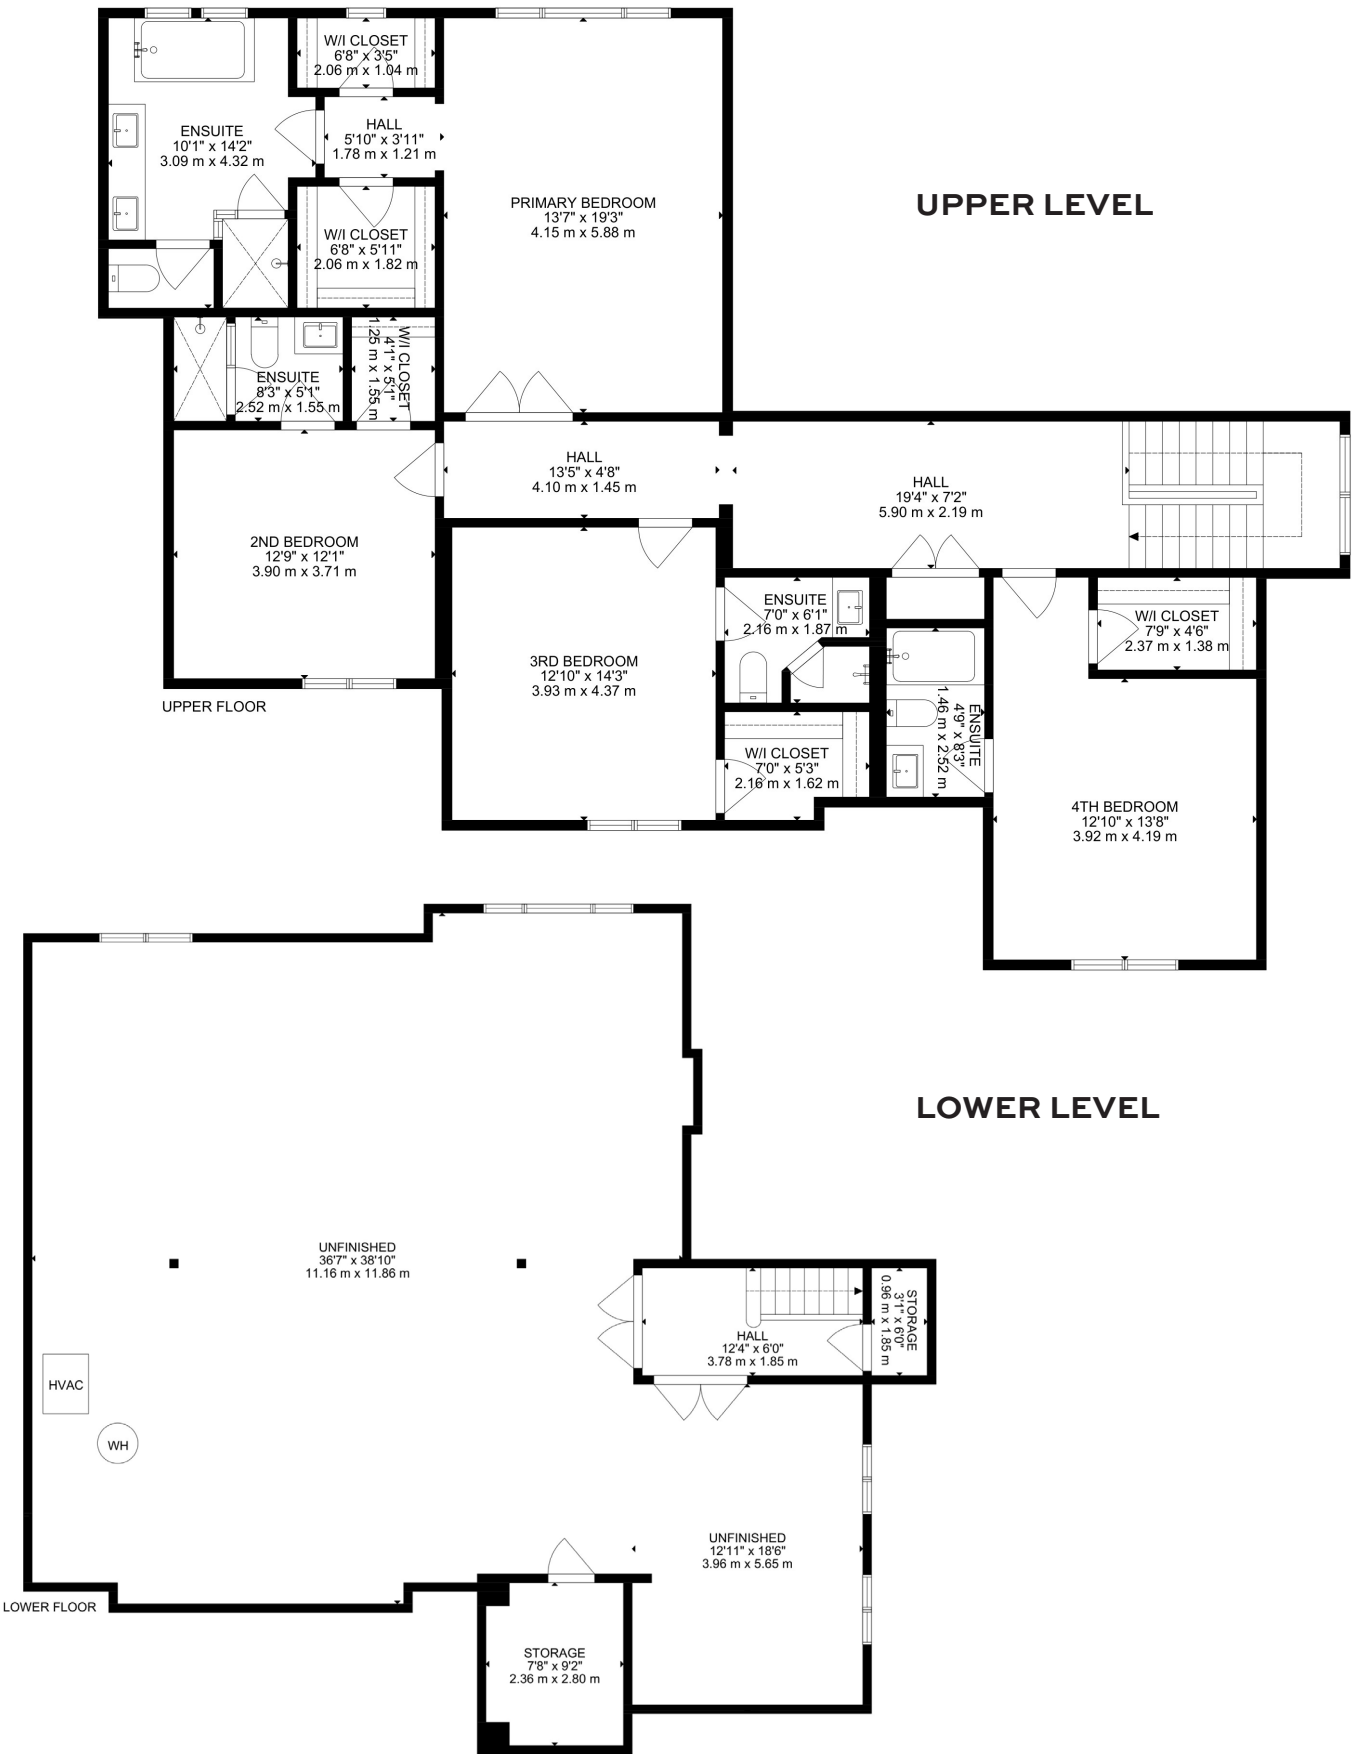 W/I CLOSET
6'8" x 3'5"
2.06 m x 1.04 m
ENSUITE
10'1" x 14'2"
3.09 m x 4.32 m
HALL
5'10" x 3'11"
1.78 m x 1.21 m
PRIMARY BEDROOM
13'7" x 19'3"
4.15 m x 5.88 m
UPPER LEVEL
W/I CLOSET
6'8" x 5'11"
2.06 m x 1.82 m
ENSUITE
8'3" x 5'1"
2.52 m x 1.55 m
W/I CLOSET
4'1" x 5'1"
1.25 m x 1.55 m
HALL
13'5" x 4'8"
4.10 m x 1.45 m
HALL
19'4" x 7'2"
5.90 m x 2.19 m
2ND BEDROOM
12'9" x 12'1"
3.90 m x 3.71 m
3RD BEDROOM
12'10" x 14'3"
3.93 m x 4.37 m
ENSUITE
7'0" x 6'1"
2.16 m x 1.87 m
W/I CLOSET
7'9" x 4'6"
2.37 m x 1.38 m
UPPER FLOOR
W/I CLOSET
7'0" x 5'3"
2.16 m x 1.62 m
ENSUITE
4'9" x 8'3"
1.46 m x 2.52 m
4TH BEDROOM
12'10" x 13'8"
3.92 m x 4.19 m
LOWER LEVEL
UNFINISHED
36'7" x 38'10"
11.16 m x 11.86 m
HALL
12'4" x 6'0"
3.78 m x 1.85 m
STORAGE
3'1" x 6'0"
0.96 m x 1.85 m
HVAC
WH
UNFINISHED
12'11" x 18'6"
3.96 m x 5.65 m
LOWER FLOOR
STORAGE
7'8" x 9'2"
2.36 m x 2.80 m